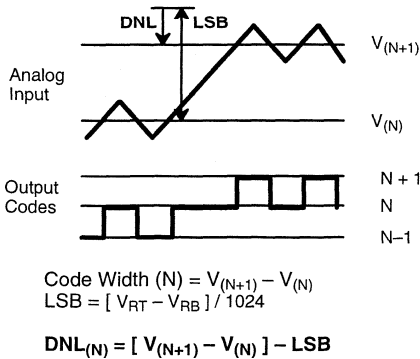 DNL LSB
V(N+1)
Analog
Input
V(N)
Output
Codes
N + 1
N
N–1
Code Width (N) = V(N+1) – V(N)
LSB = [ VRT – VRB ] / 1024
DNL(N) = [ V(N+1) – V(N) ] – LSB